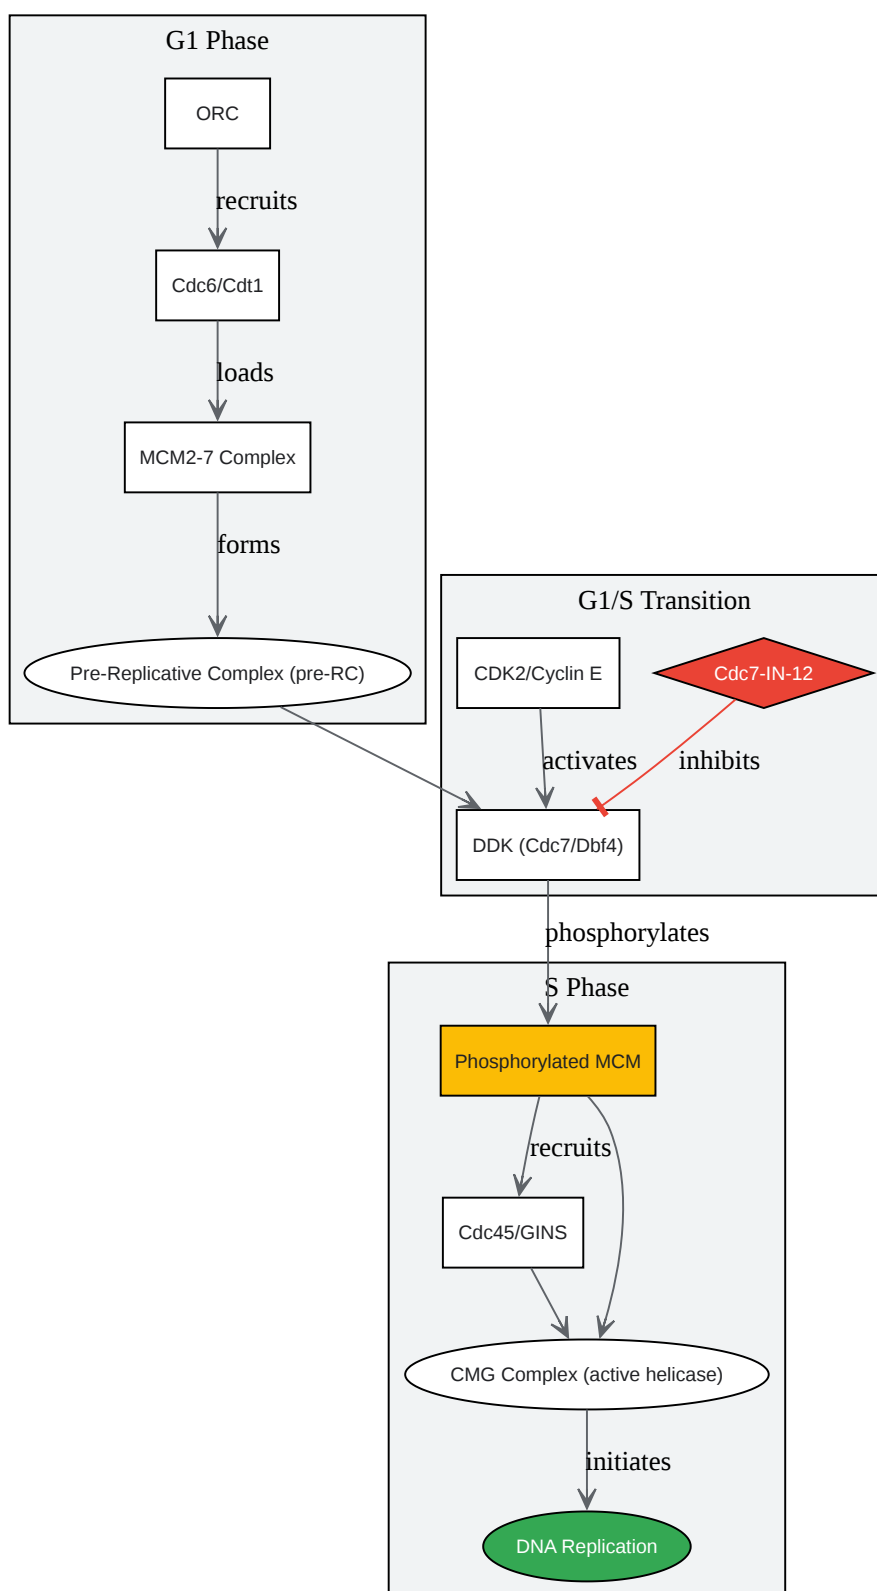 G1 Phase
ORC
recruits
Cdc6/Cdt1
loads
MCM2-7 Complex
forms
Pre-Replicative Complex (pre-RC)
G1/S Transition
CDK2/Cyclin E
Cdc7-IN-12
activates
inhibits
DDK (Cdc7/Dbf4)
phosphorylates
S Phase
Phosphorylated MCM
recruits
Cdc45/GINS
CMG Complex (active helicase)
initiates
DNA Replication